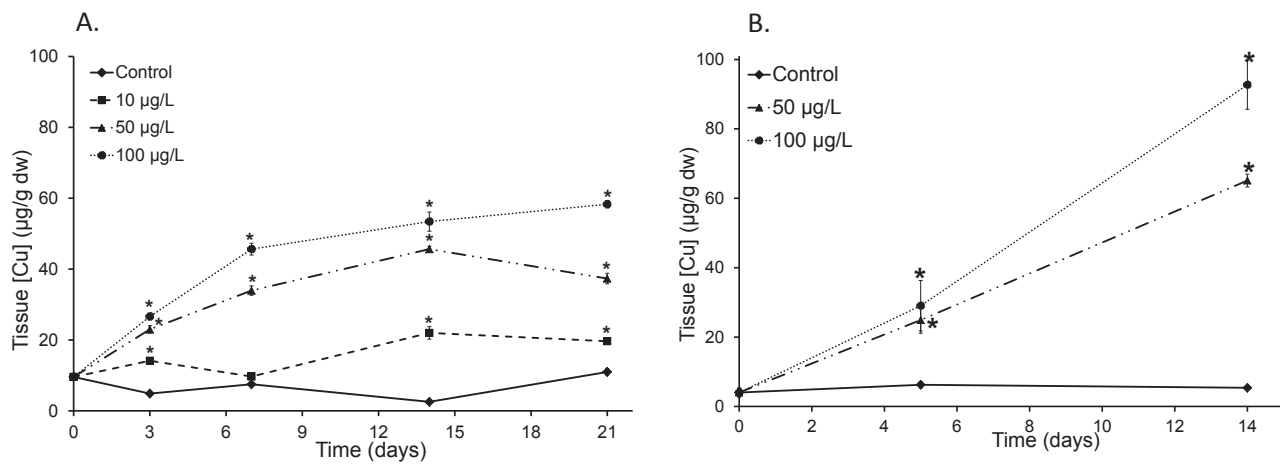 A.
100
80
60
40
20
0
Tissue [Cu] (µg/g dw)
Control
10 µg/L
50 µg/L
100 µg/L
*
*
*
*
*
*
*
*
*
*
*
0 3 6 9 12 15 18 21
Time (days)
B.
100
80
60
40
20
0
Tissue [Cu] (µg/g dw)
Control
50 µg/L
100 µg/L
*
*
*
*
0 2 4 6 8 10 12 14
Time (days)